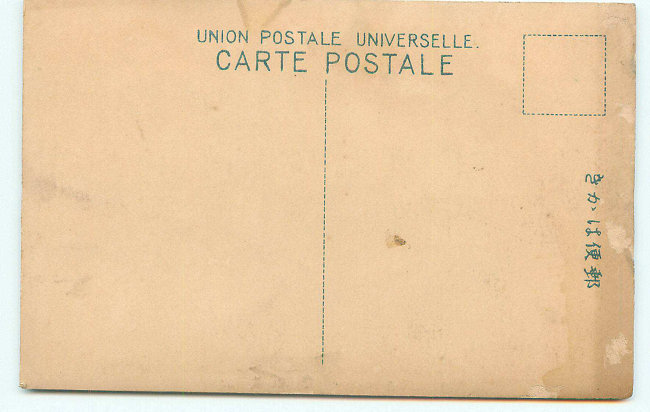 UNION POSTALE UNIVERSELLE.
CARTE POSTALE
郵便はかき